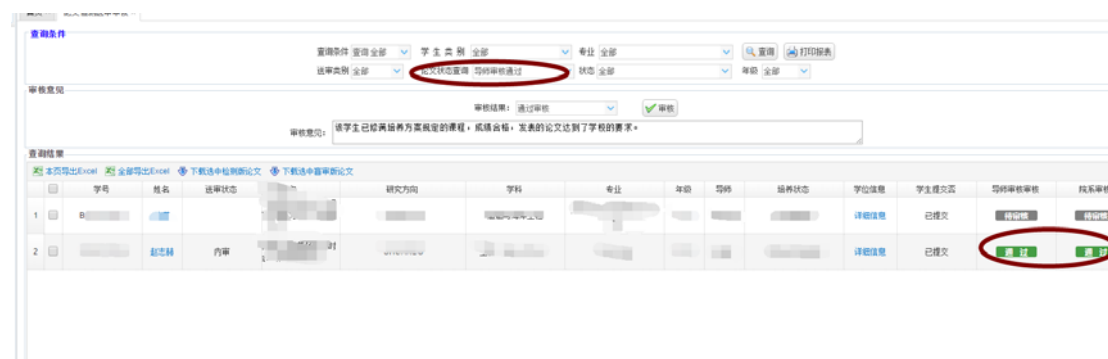 查询条件
查询条件 查询全部 学生类别 全部 专业 全部 查询 打印报表
送审类别 全部 论文状态查询 导师审核通过 状态 全部 年级 全部
审核意见
审核结果: 通过审核 审核
审核意见: 该学生已修满培养方案规定的课程,成绩合格,发表的论文达到了学校的要求。
查询结果
本页导出Excel 全部导出Excel 下载选中检测版论文 下载选中盲审版论文
学号 姓名 送审状态 研究方向 学科 专业 年级 导师 培养状态 学位信息 学生提交否 导师审核审核 院系审核
1 B 详细信息 已提交 待审核 待审核
2 内审 详细信息 已提交 通过 通过